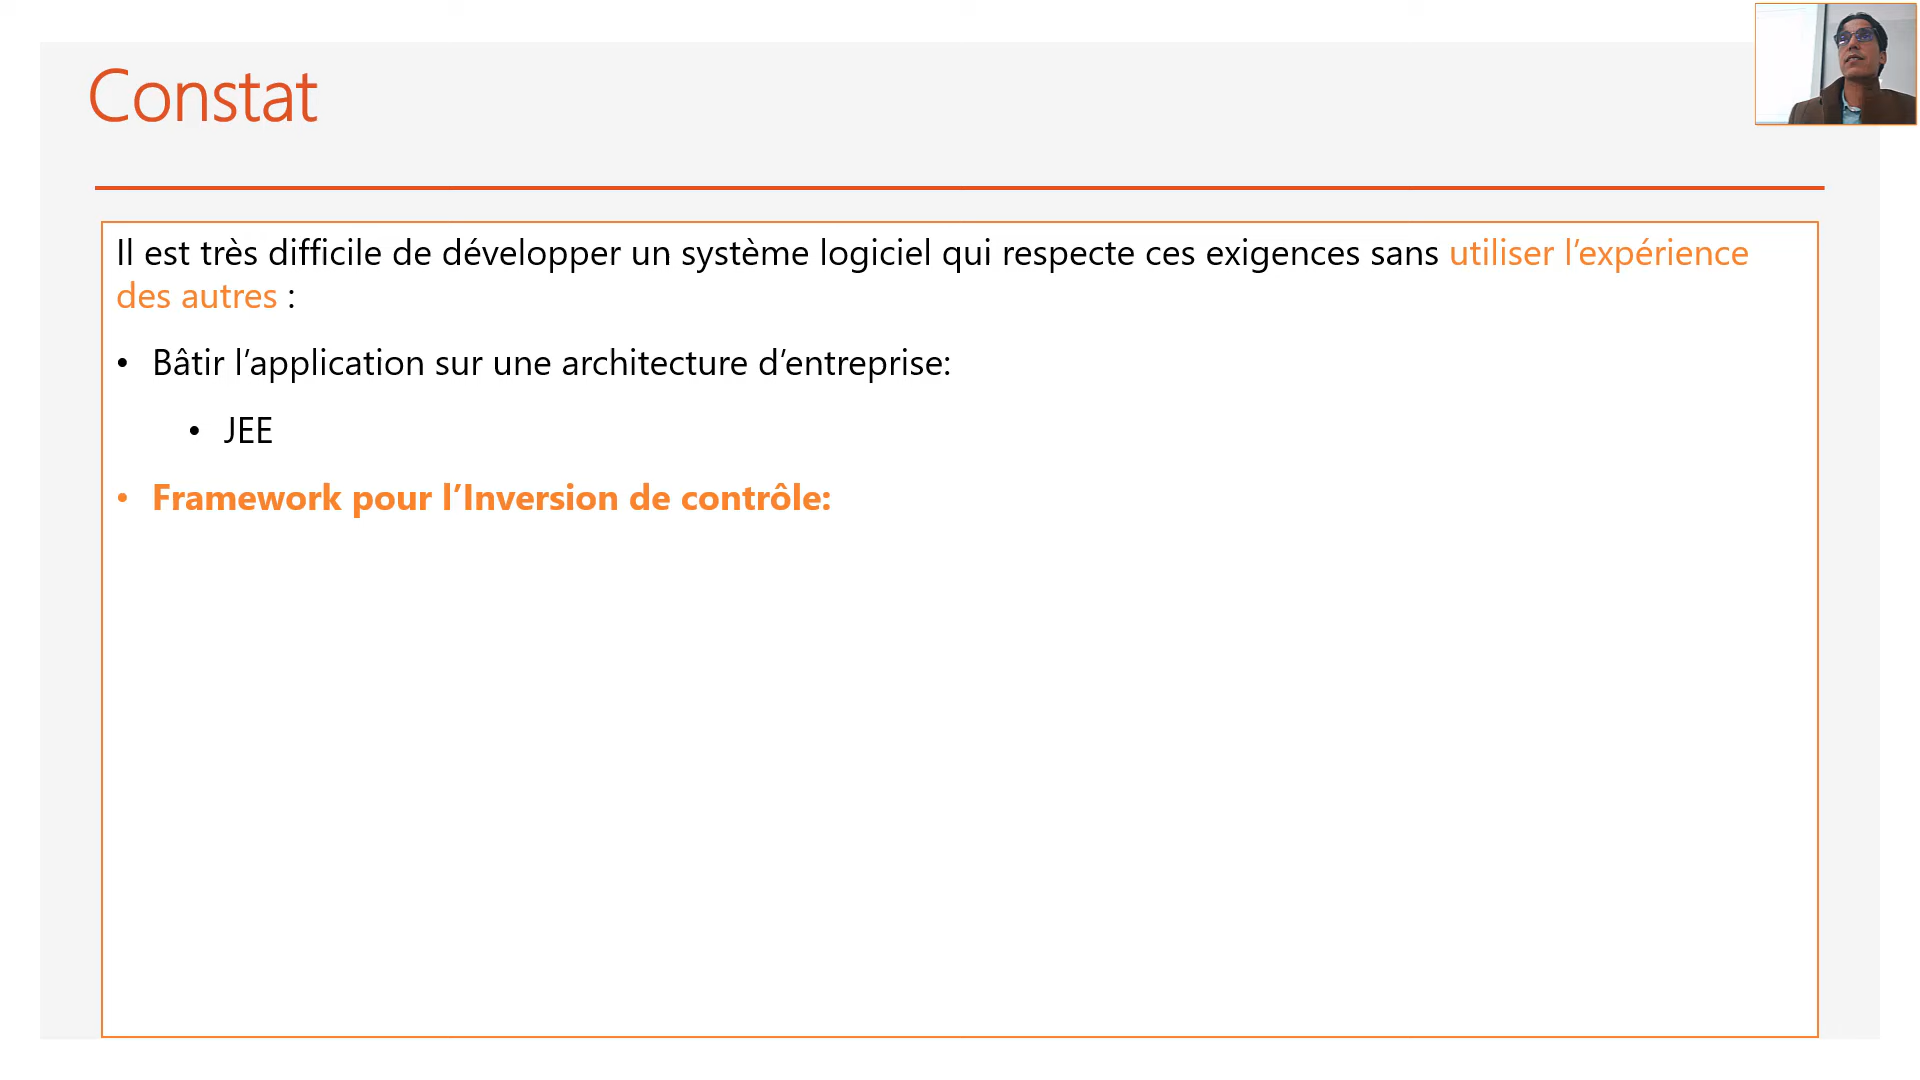 Constat
Il est très difficile de développer un système logiciel qui respecte ces exigences sans utiliser l’expérience
des autres :
• Bâtir l’application sur une architecture d’entreprise:
• JEE
• Framework pour l’Inversion de contrôle: